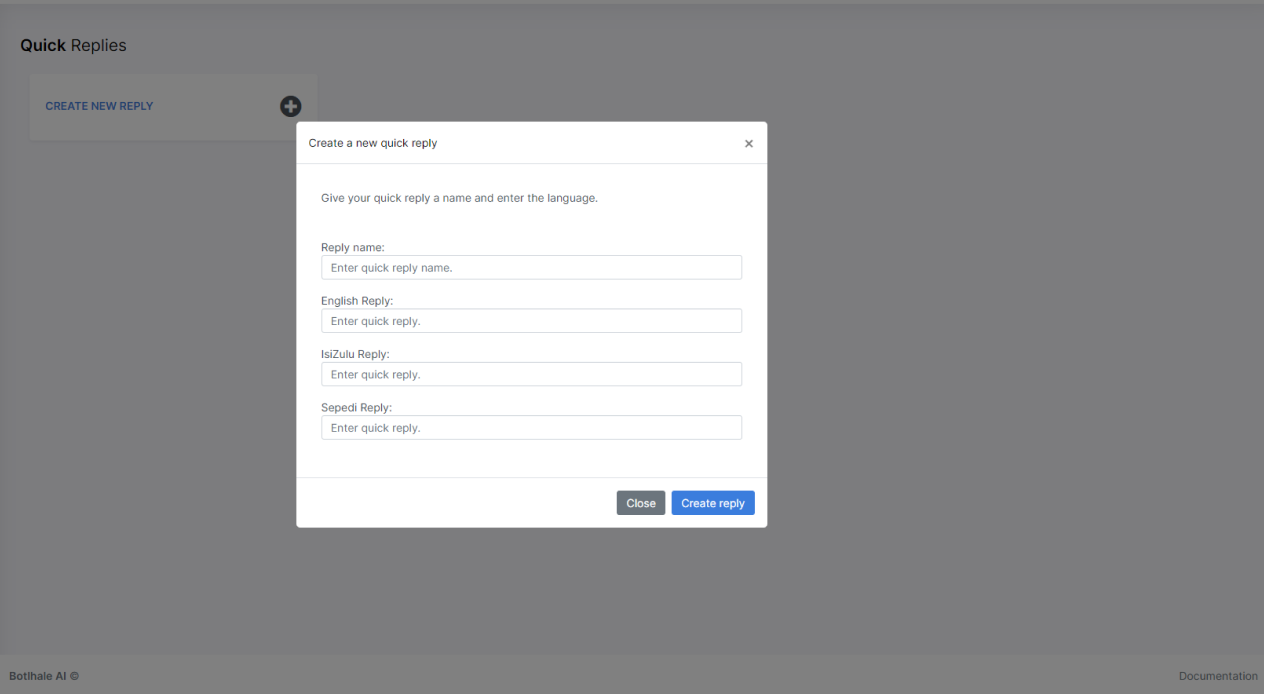 Quick Replies
CREATE NEW REPLY
Create a new quick reply
×
Give your quick reply a name and enter the language.
Reply name:
Enter quick reply name.
English Reply:
Enter quick reply.
IsiZulu Reply:
Enter quick reply.
Sepedi Reply:
Enter quick reply.
Close
Create reply
Botlhale AI ©
Documentation